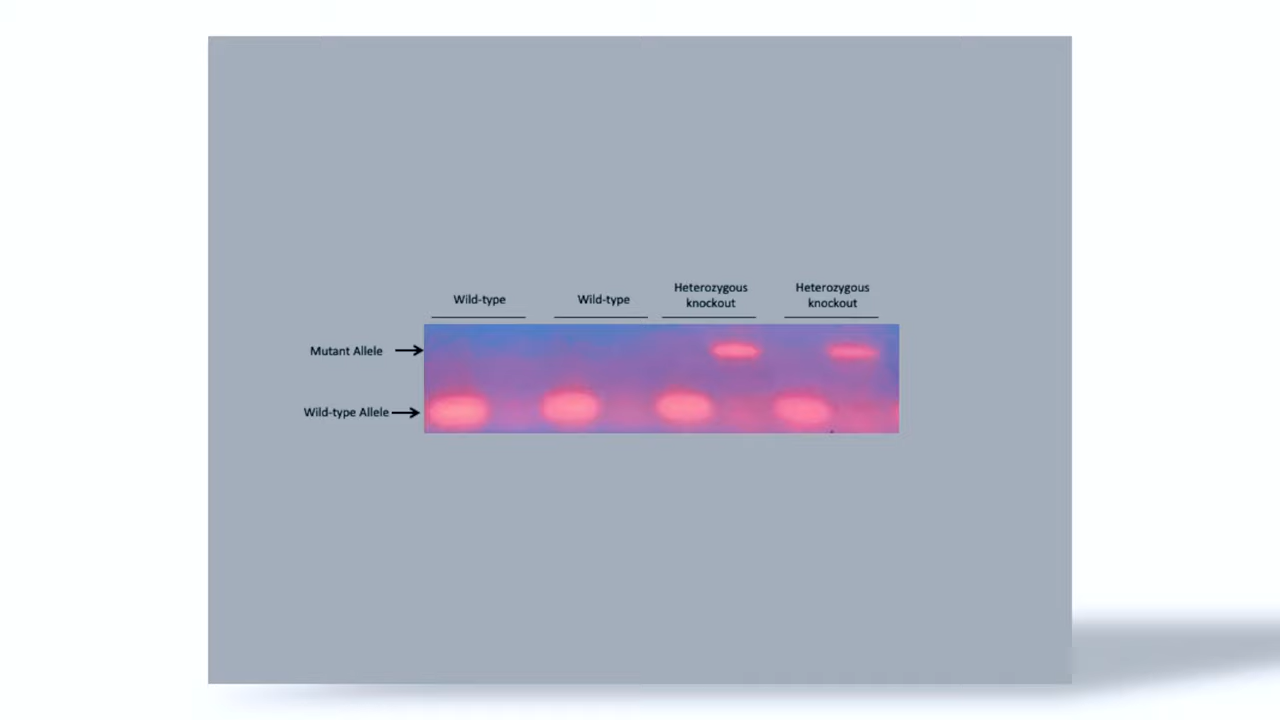 Wild-type
Wild-type
Heterozygous
knockout
Heterozygous
knockout
Mutant Allele
Wild-type Allele